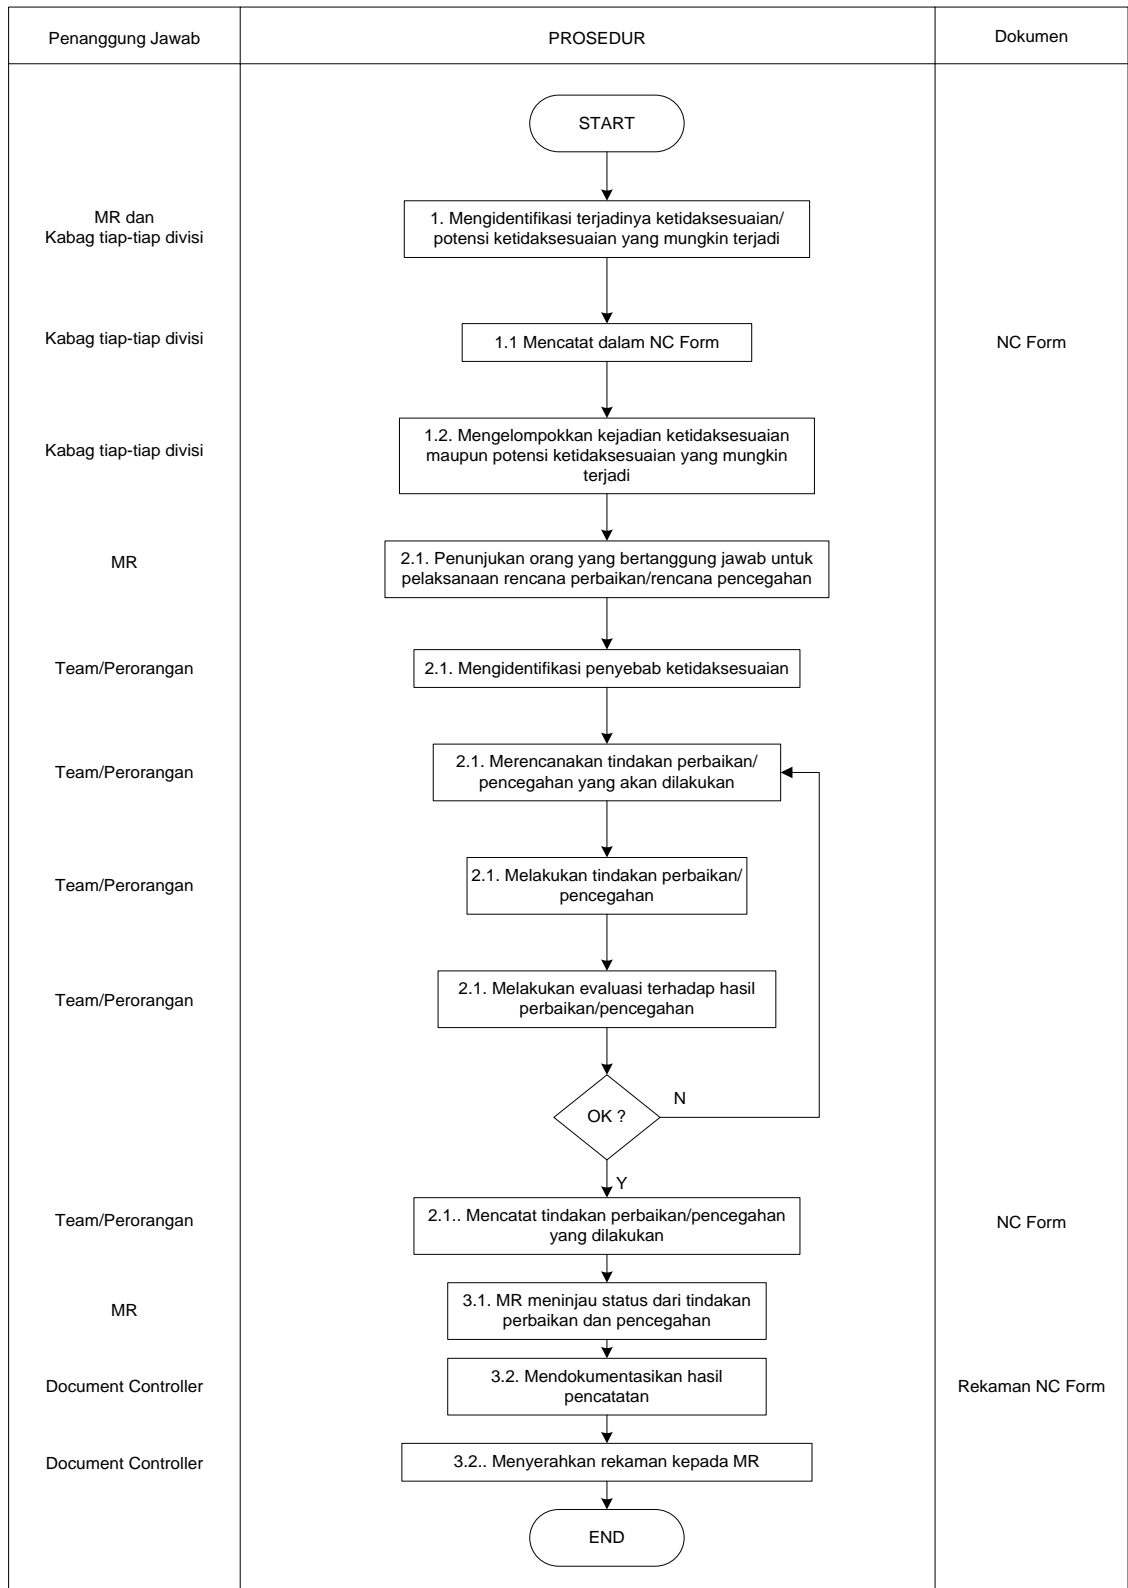 Penanggung Jawab
PROSEDUR
Dokumen
START
MR dan
Kabag tiap-tiap divisi
1. Mengidentifikasi terjadinya ketidaksesuaian/
potensi ketidaksesuaian yang mungkin terjadi
Kabag tiap-tiap divisi
1.1 Mencatat dalam NC Form
NC Form
Kabag tiap-tiap divisi
1.2. Mengelompokkan kejadian ketidaksesuaian
maupun potensi ketidaksesuaian yang mungkin
terjadi
MR
2.1. Penunjukan orang yang bertanggung jawab untuk
pelaksanaan rencana perbaikan/rencana pencegahan
Team/Perorangan
2.1. Mengidentifikasi penyebab ketidaksesuaian
Team/Perorangan
2.1. Merencanakan tindakan perbaikan/
pencegahan yang akan dilakukan
Team/Perorangan
2.1. Melakukan tindakan perbaikan/
pencegahan
Team/Perorangan
2.1. Melakukan evaluasi terhadap hasil
perbaikan/pencegahan
OK ?
N
Y
Team/Perorangan
2.1.. Mencatat tindakan perbaikan/pencegahan
yang dilakukan
NC Form
MR
3.1. MR meninjau status dari tindakan
perbaikan dan pencegahan
Document Controller
3.2. Mendokumentasikan hasil
pencatatan
Rekaman NC Form
Document Controller
3.2.. Menyerahkan rekaman kepada MR
END